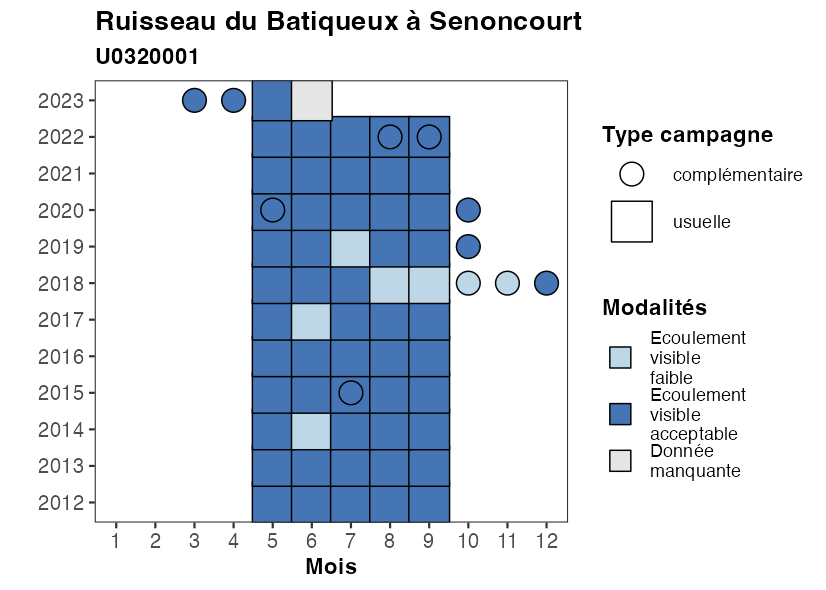 Ruisseau du Batiqueux à Senoncourt
U0320001
2023
2022
2021
2020
2019
2018
2017
2016
2015
2014
2013
2012
1 2 3 4 5 6 7 8 9 10 11 12
Mois
Type campagne
complémentaire
usuelle
Modalités
Ecoulement
visible
faible
Ecoulement
visible
acceptable
Donnée
manquante